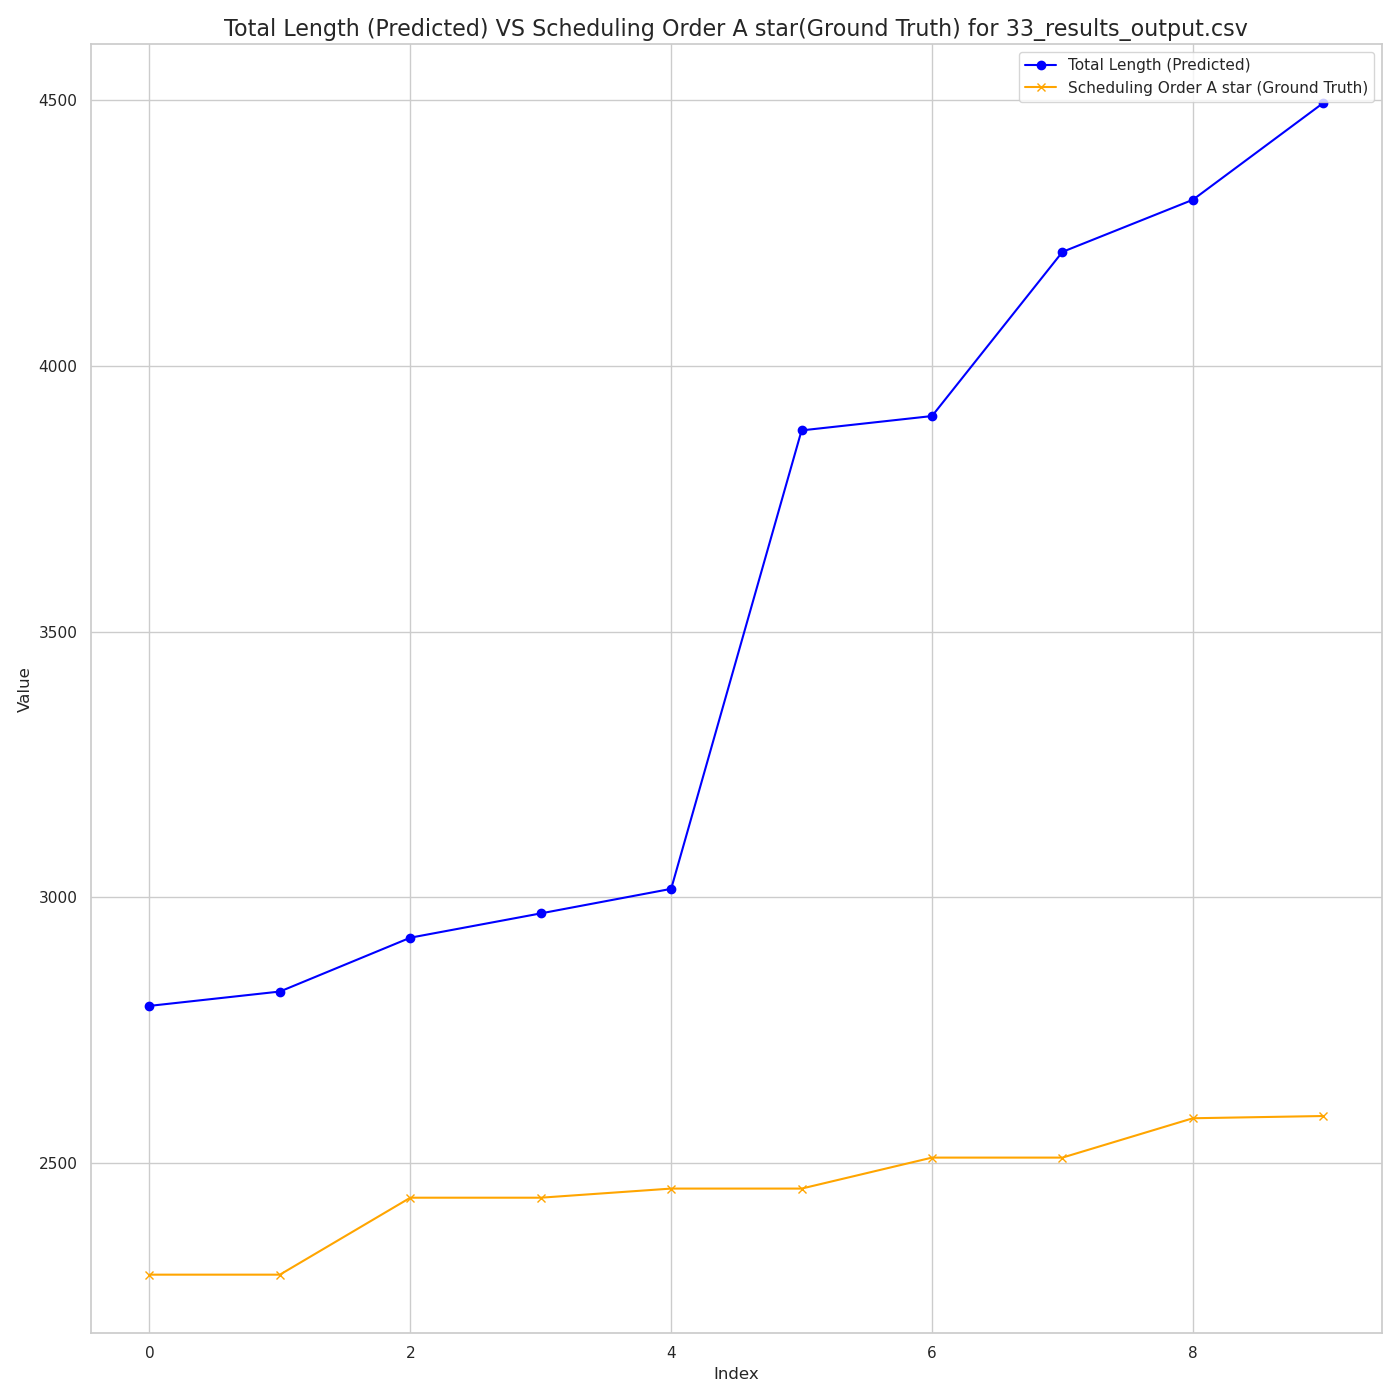 Total Length (Predicted) VS Scheduling Order A star(Ground Truth) for 33_results_output.csv
Total Length (Predicted)
Scheduling Order A star (Ground Truth)
4500
4000
3500
3000
2500
Value
0 2 4 6 8
Index